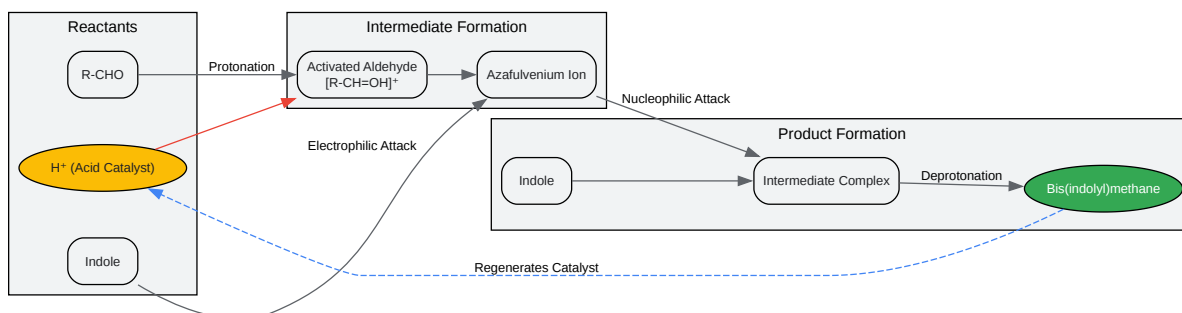 Reactants
Intermediate Formation
R-CHO
Protonation
Activated Aldehyde
[R-CH=OH]⁺
Azafulvenium Ion
Nucleophilic Attack
Product Formation
Electrophilic Attack
H⁺ (Acid Catalyst)
Indole
Intermediate Complex
Deprotonation
Bis(indolyl)methane
Indole
Regenerates Catalyst